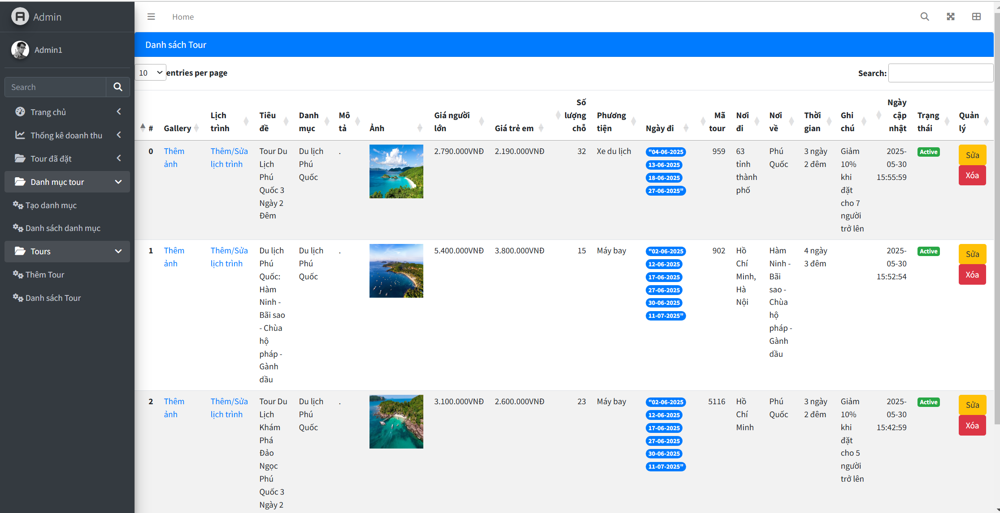 Admin
Home
Admin1
Danh sách Tour
10
entries per page
Search:
Search
Trang chủ
Thống kê doanh thu
Tour đã đặt
Danh mục tour
Tạo danh mục
Danh sách danh mục
Tours
Thêm Tour
Danh sách Tour
#
Gallery
Lịch
trình
Tiêu
đề
Danh
mục
Mô
tả
Ảnh
Giá người
lớn
Giá trẻ em
Số
lượng
chỗ
Phương
tiện
Ngày đi
Mã
tour
Nơi
đi
Nơi
về
Thời
gian
Ghi
chú
Ngày
cập
nhật
Trạng
thái
Quản
lý
0
Thêm
ảnh
Thêm/Sửa
lịch trình
Tour Du
Lịch
Phú
Quốc 3
Ngày 2
Đêm
Du lịch
Phú
Quốc
.
2.790.000VNĐ
2.190.000VNĐ
32
Xe du lịch
"04-06-2025
13-06-2025
18-06-2025
27-06-2025"
959
63
tỉnh
thành
phố
Phú
Quốc
3 ngày
2 đêm
Giảm
10%
khi
đặt
cho 7
người
trở lên
2025-
05-30
15:55:59
Active
Sửa
Xóa
1
Thêm
ảnh
Thêm/Sửa
lịch trình
Du lịch
Phú
Quốc:
Hàm
Ninh -
Bãi sao
- Chùa
hộ
pháp -
Gành
dầu
Du lịch
Phú
Quốc
.
5.400.000VNĐ
3.800.000VNĐ
15
Máy bay
"02-06-2025
12-06-2025
17-06-2025
27-06-2025
30-06-2025
11-07-2025"
902
Hồ
Chí
Minh,
Hà
Nội
Hàm
Ninh -
Bãi
sao -
Chùa
hộ
pháp -
Gành
dầu
4 ngày
3 đêm
2025-
05-30
15:52:54
Active
Sửa
Xóa
2
Thêm
ảnh
Thêm/Sửa
lịch trình
Tour Du
Lịch
Khám
Phá
Đảo
Ngọc
Phú
Quốc 3
Ngày 2
Du lịch
Phú
Quốc
.
3.100.000VNĐ
2.600.000VNĐ
23
Máy bay
"02-06-2025
12-06-2025
17-06-2025
27-06-2025
30-06-2025
11-07-2025"
5116
Hồ
Chí
Minh
Phú
Quốc
3 ngày
2 đêm
Giảm
10%
khi
đặt
cho 5
người
trở lên
2025-
05-30
15:42:59
Active
Sửa
Xóa